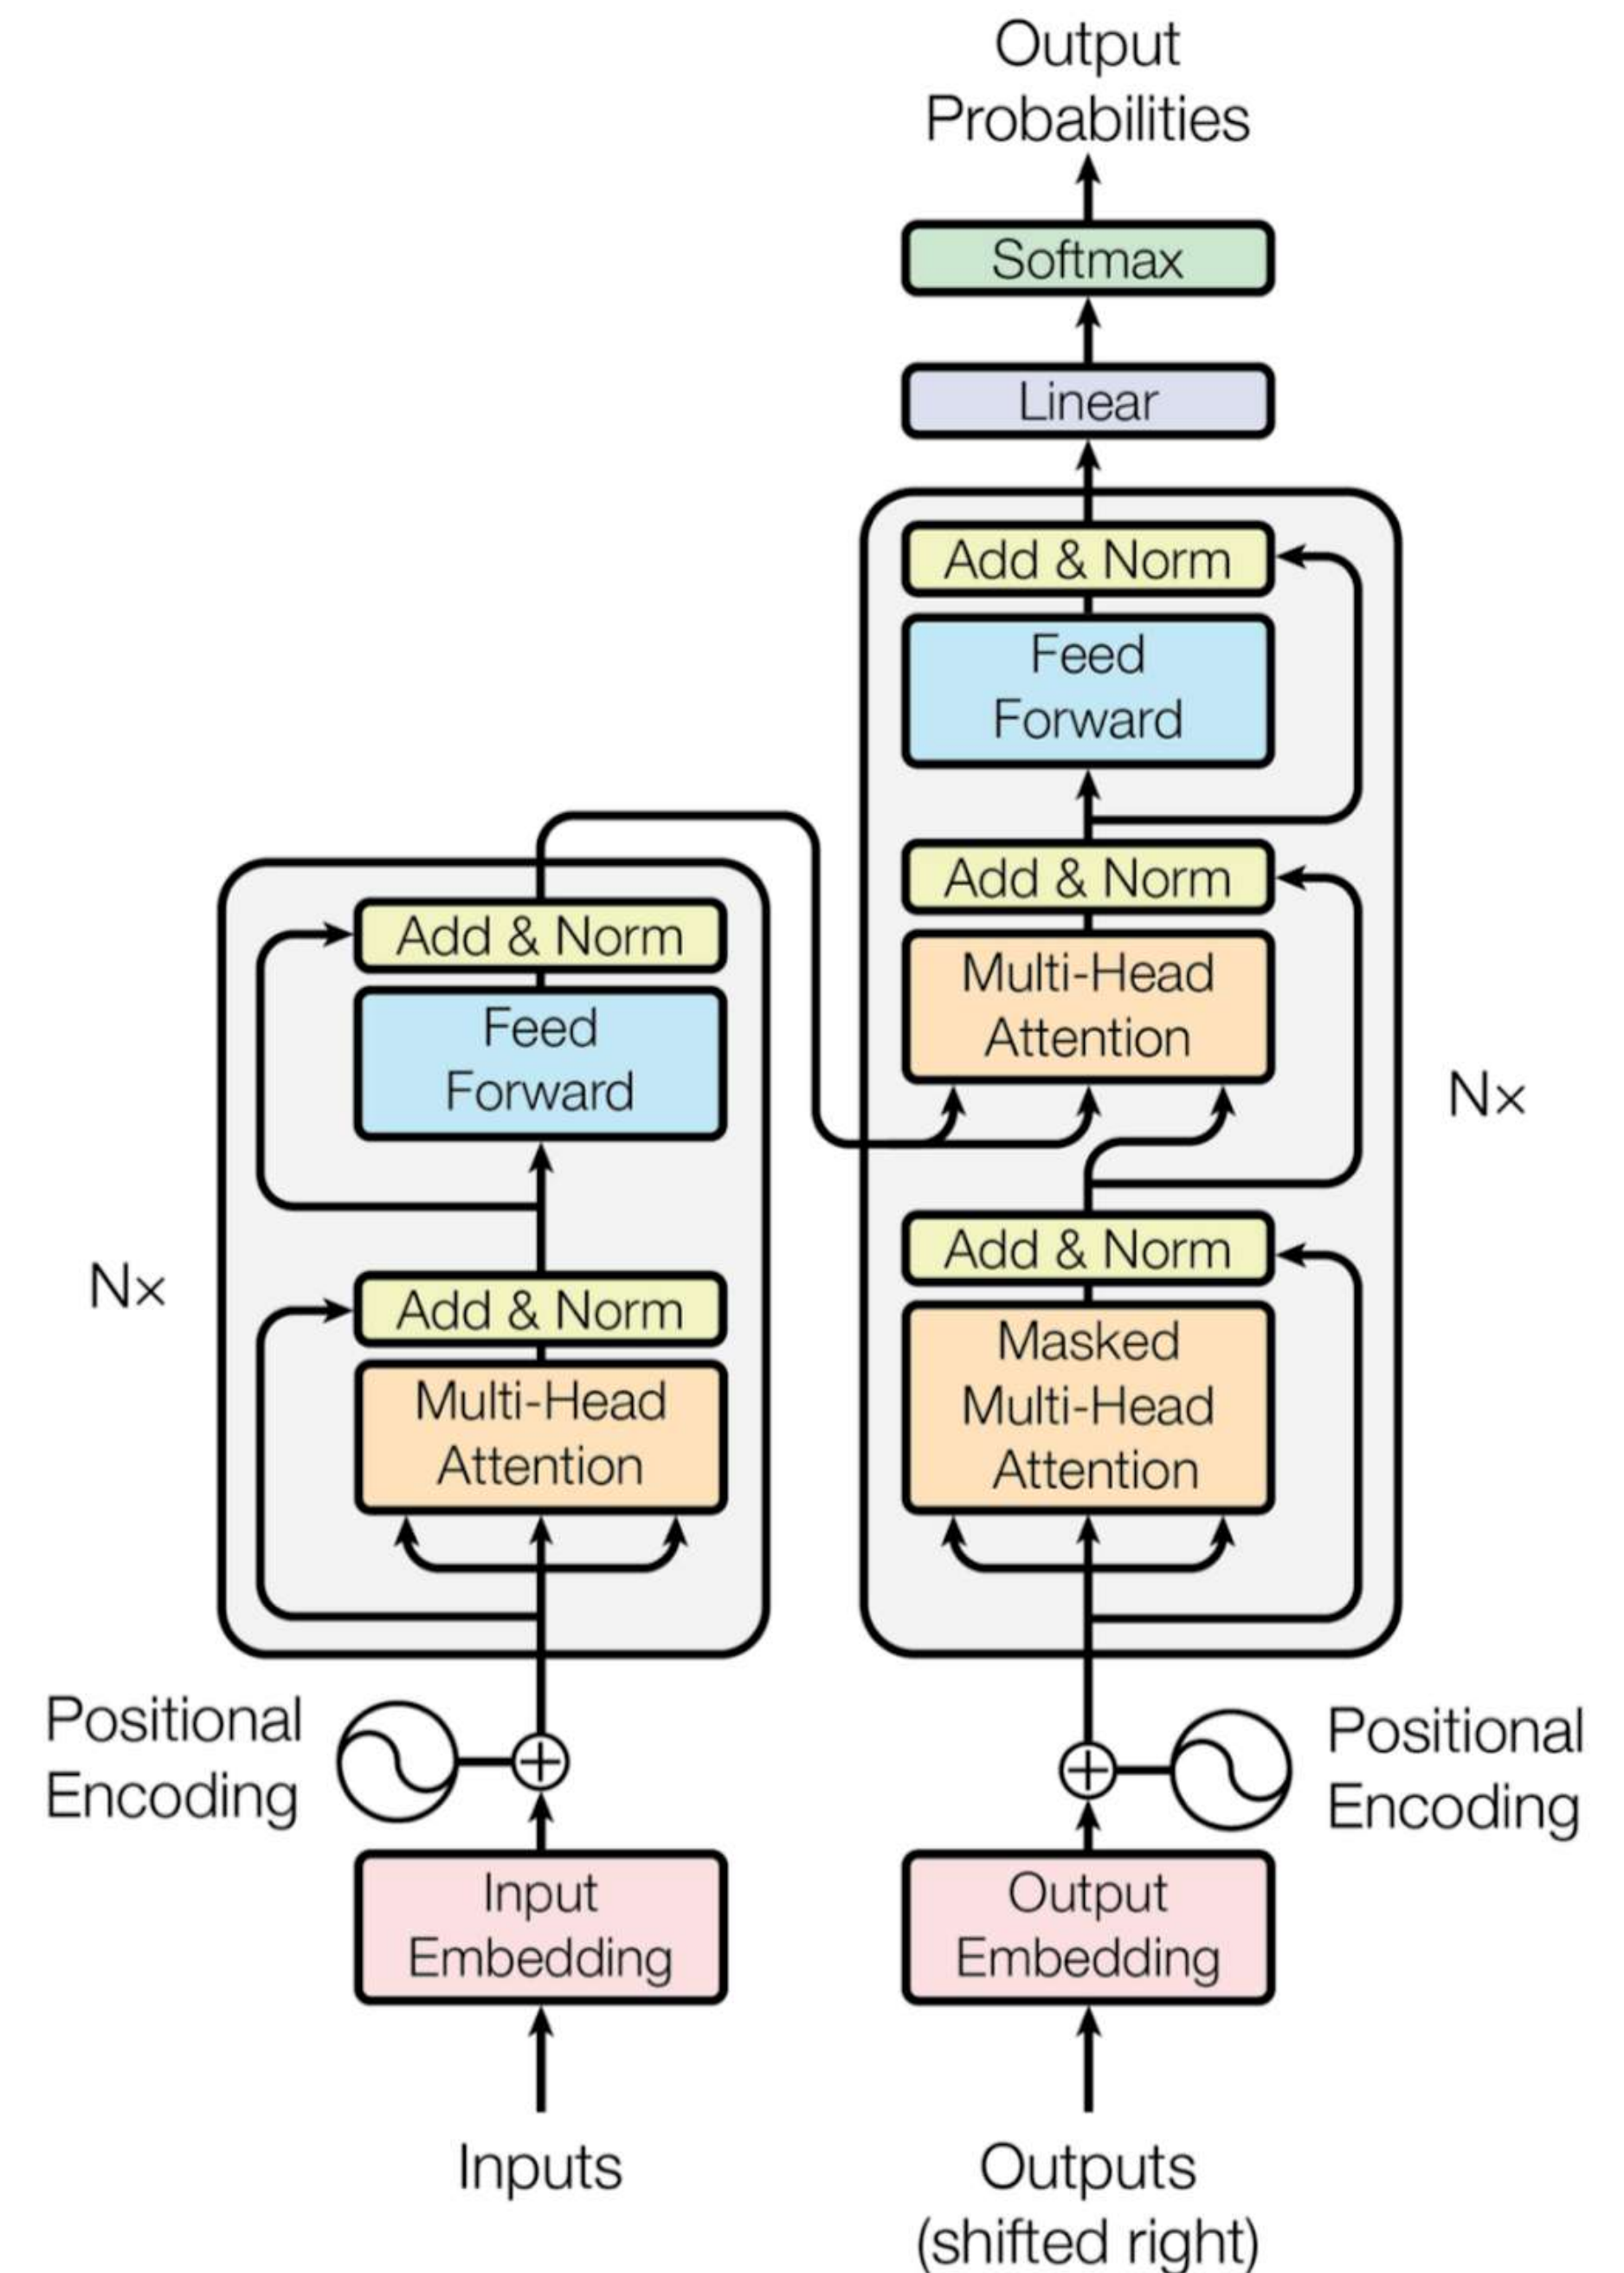 Output
Probabilities
Softmax
Linear
Add & Norm
Feed
Forward
Add & Norm
Multi-Head
Attention
Add & Norm
Masked
Multi-Head
Attention
N×
Add & Norm
Feed
Forward
Add & Norm
Multi-Head
Attention
N×
Positional
Encoding
Positional
Encoding
Input
Embedding
Output
Embedding
Inputs
Outputs
(shifted right)